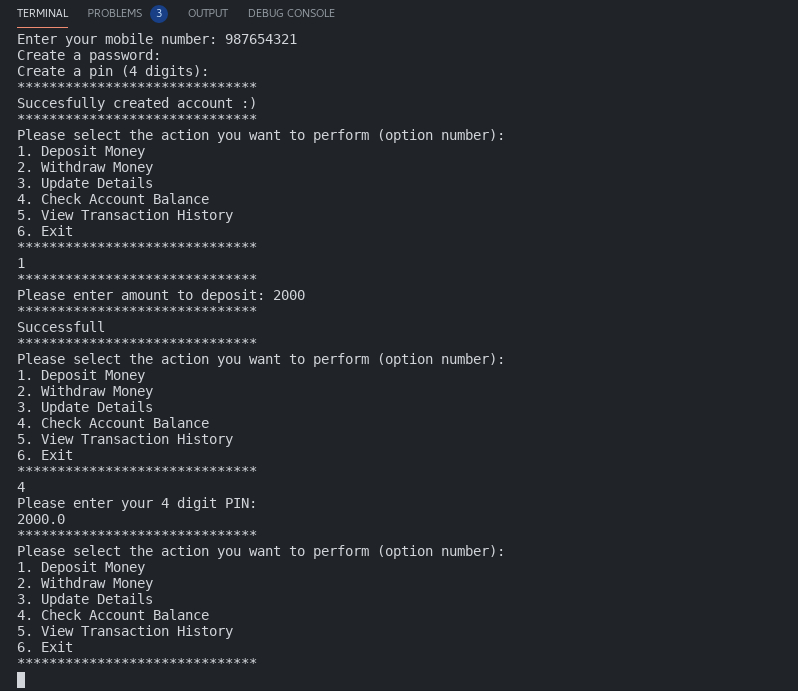 TERMINAL PROBLEMS 3 OUTPUT DEBUG CONSOLE
Enter your mobile number: 987654321
Create a password:
Create a pin (4 digits):
******************************
Succesfully created account :)
******************************
Please select the action you want to perform (option number):
1. Deposit Money
2. Withdraw Money
3. Update Details
4. Check Account Balance
5. View Transaction History
6. Exit
******************************
1
******************************
Please enter amount to deposit: 2000
******************************
Successfull
******************************
Please select the action you want to perform (option number):
1. Deposit Money
2. Withdraw Money
3. Update Details
4. Check Account Balance
5. View Transaction History
6. Exit
******************************
4
Please enter your 4 digit PIN:
2000.0
******************************
Please select the action you want to perform (option number):
1. Deposit Money
2. Withdraw Money
3. Update Details
4. Check Account Balance
5. View Transaction History
6. Exit
******************************